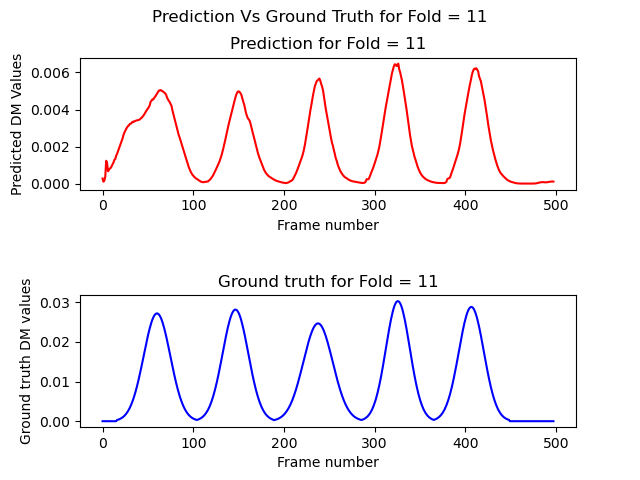 Prediction Vs Ground Truth for Fold = 11
Prediction for Fold = 11
Predicted DM Values
0.006
0.004
0.002
0.000
0 100 200 300 400 500
Frame number
Ground truth for Fold = 11
Ground truth DM values
0.03
0.02
0.01
0.00
0 100 200 300 400 500
Frame number